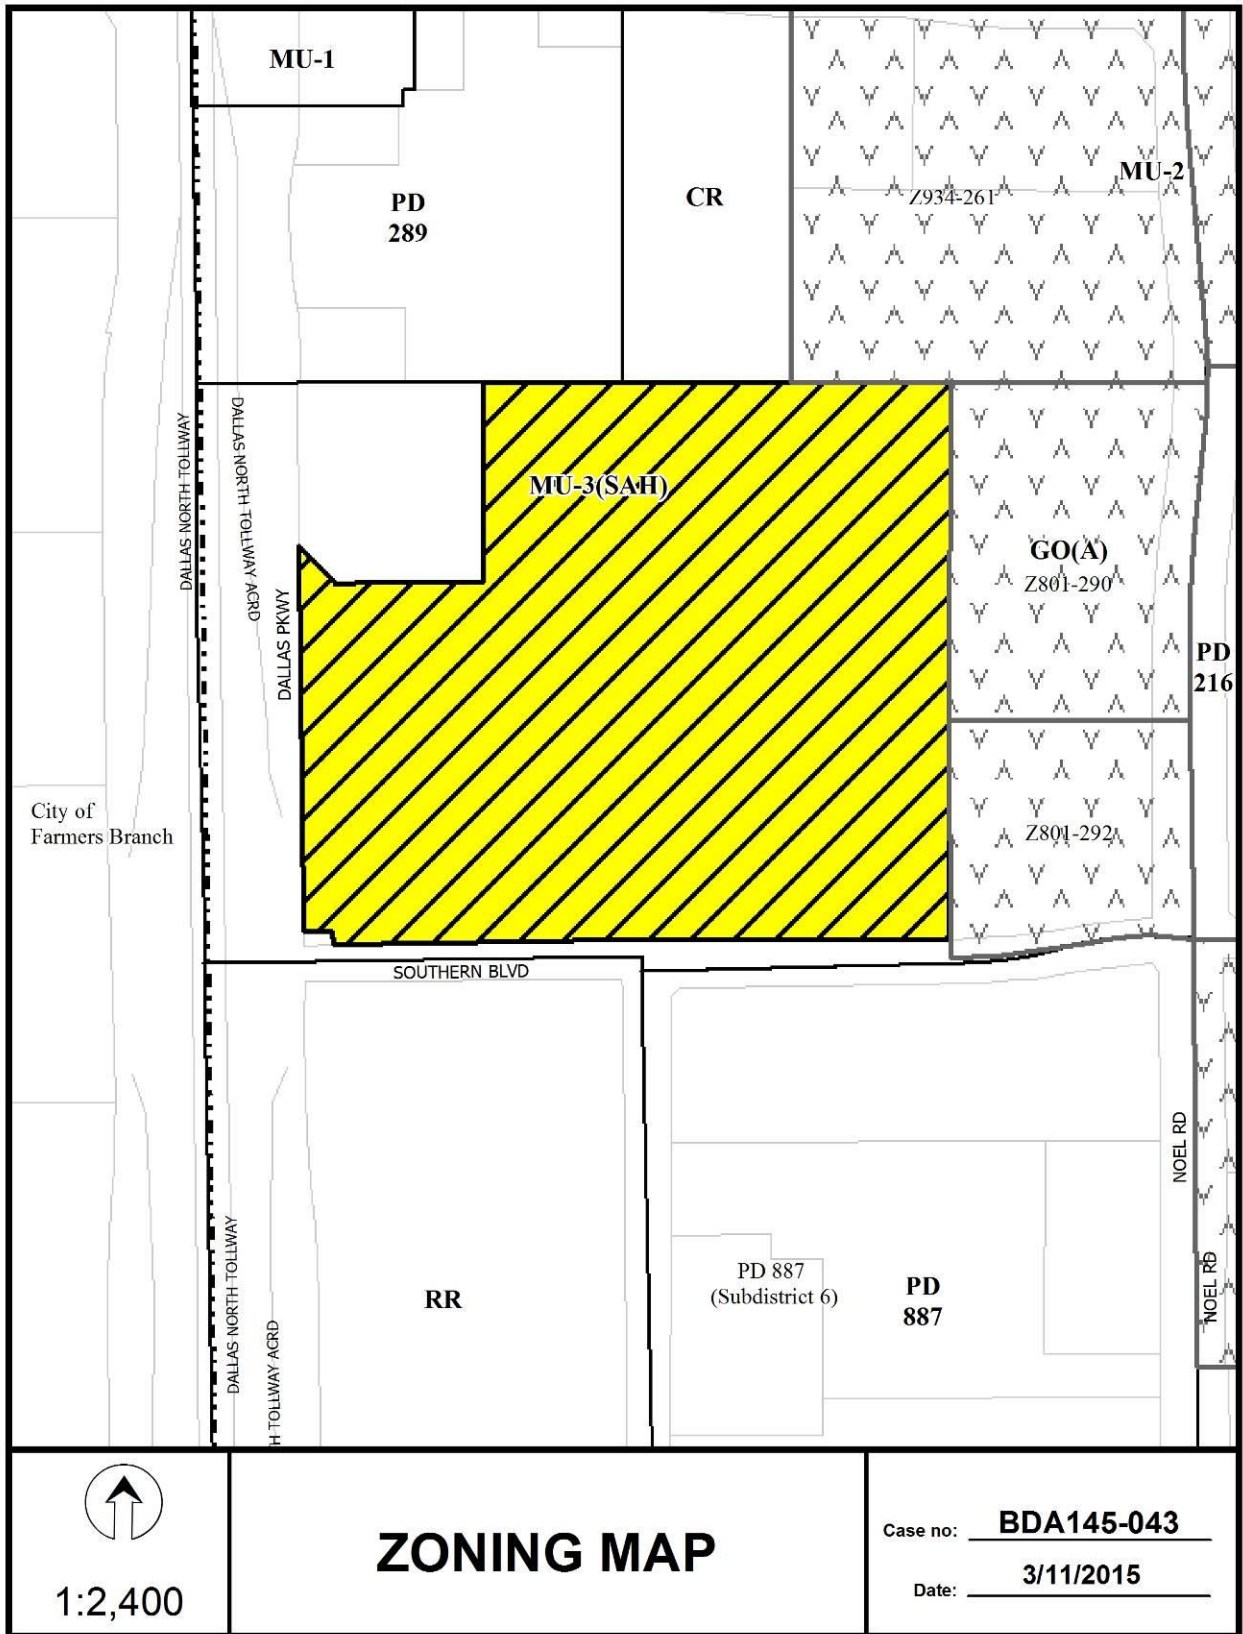 MU-1
PD
289
CR
MU-2
Z934-261
DALLAS NORTH TOLLWAY
DALLAS NORTH TOLLWAY ACRD
MU-3(SAH)
GO(A)
Z801-290
DALLAS PKWY
PD
216
City of
Farmers Branch
Z801-292
SOUTHERN BLVD
NOEL RD
DALLAS NORTH TOLLWAY
H TOLLWAY ACRD
RR
PD 887
(Subdistrict 6)
PD
887
NOEL RD
1:2,400
ZONING MAP
Case no: BDA145-043
Date: 3/11/2015